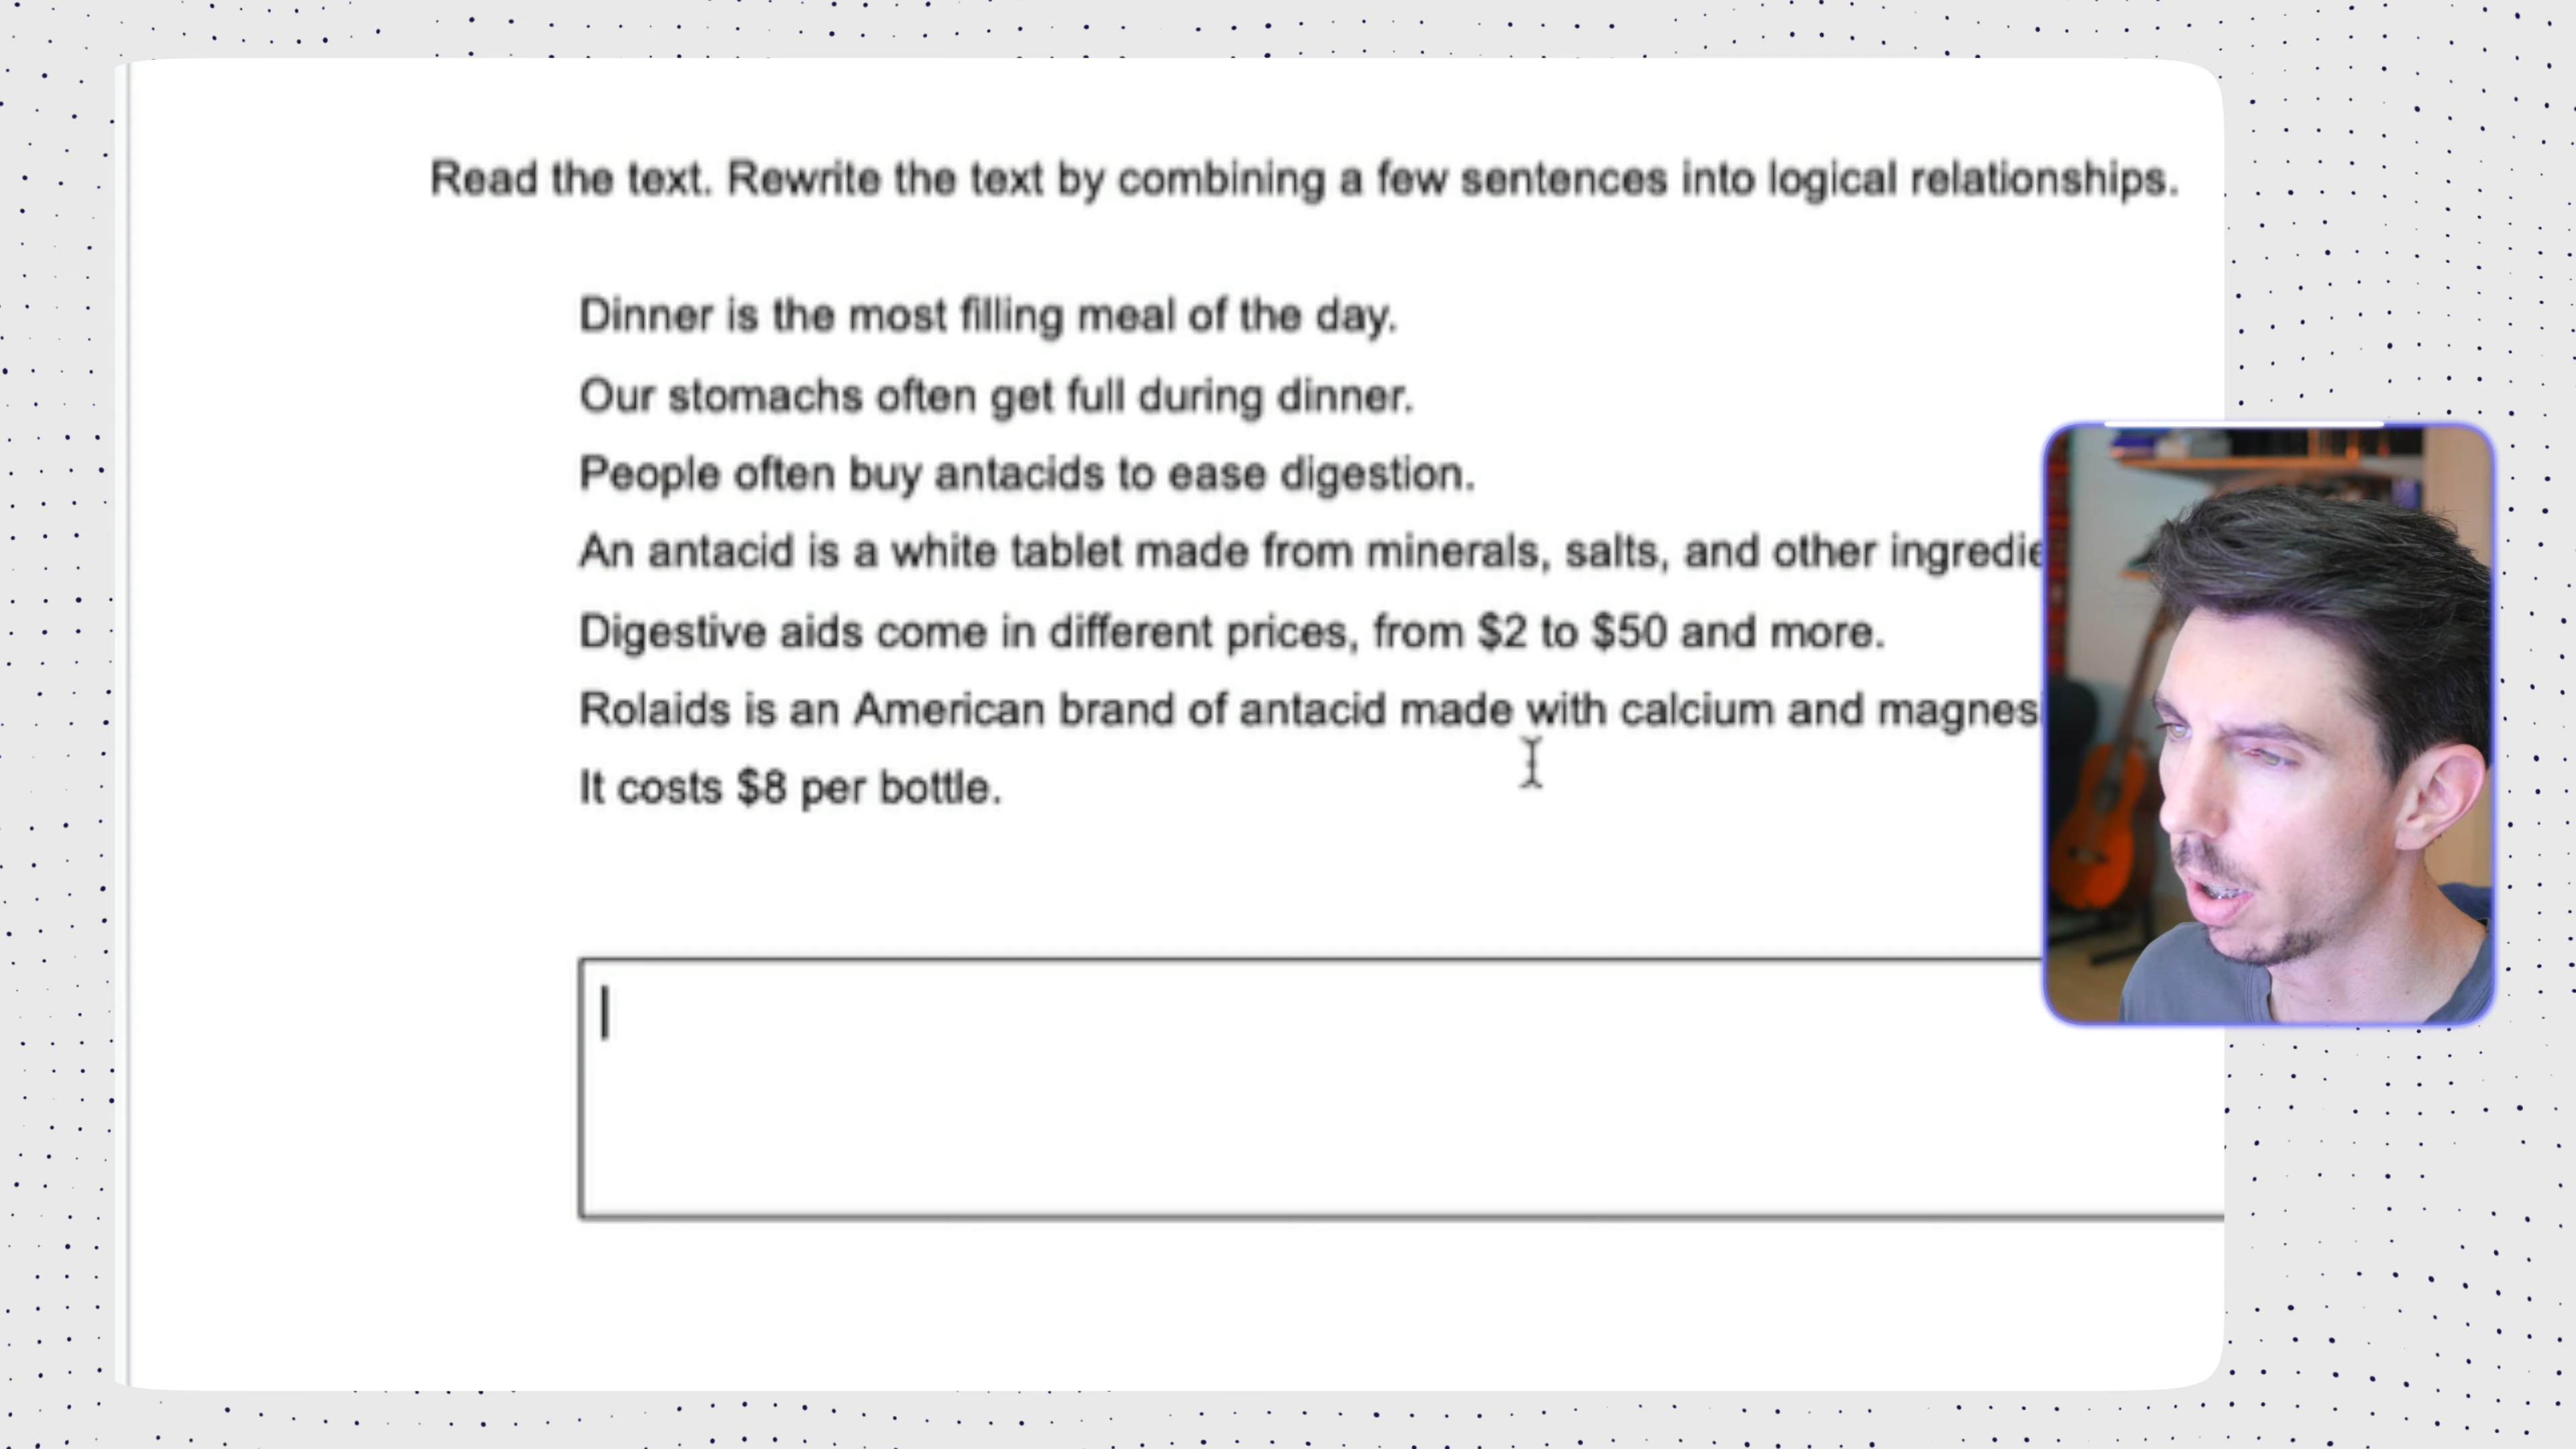 Read the text. Rewrite the text by combining a few sentences into logical relationships.
Dinner is the most filling meal of the day.
Our stomachs often get full during dinner.
People often buy antacids to ease digestion.
An antacid is a white tablet made from minerals, salts, and other ingredie
Digestive aids come in different prices, from $2 to $50 and more.
Rolaids is an American brand of antacid made with calcium and magnes
It costs $8 per bottle.